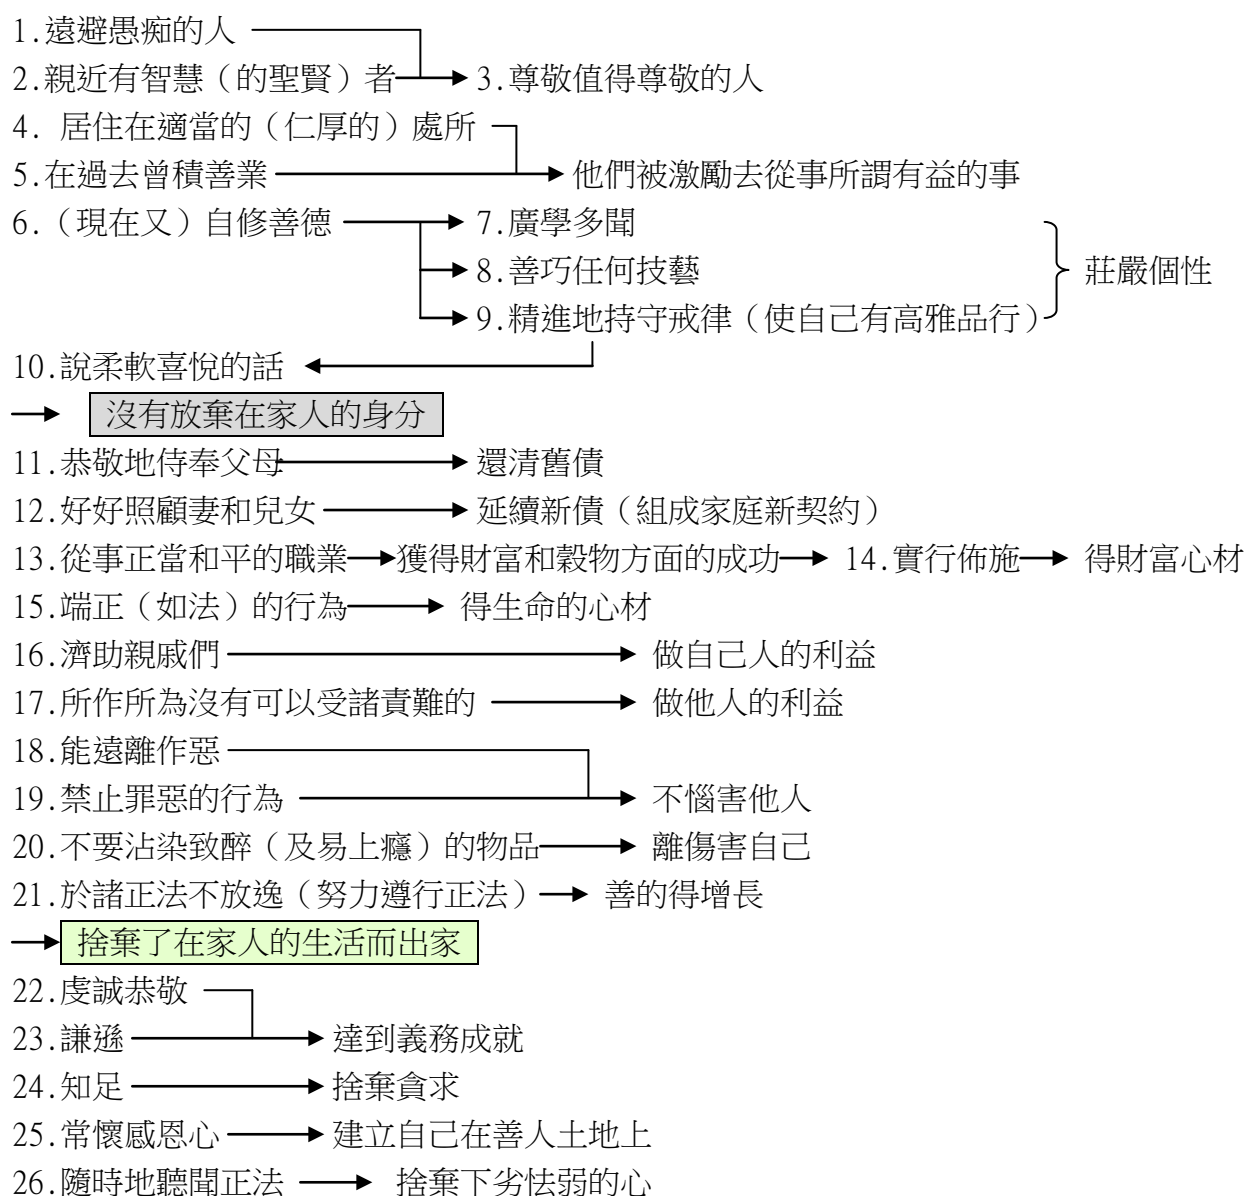 1.遠避愚痴的人
2.親近有智慧（的聖賢）者 3.尊敬值得尊敬的人
4. 居住在適當的（仁厚的）處所
5.在過去曾積善業 他們被激勵去從事所謂有益的事
6.（現在又）自修善德 7.廣學多聞
8.善巧任何技藝 莊嚴個性
9.精進地持守戒律（使自己有高雅品行）
10.說柔軟喜悅的話
沒有放棄在家人的身分
11.恭敬地侍奉父母 還清舊債
12.好好照顧妻和兒女 延續新債（組成家庭新契約）
13.從事正當和平的職業 獲得財富和穀物方面的成功 14.實行佈施 得財富心材
15.端正（如法）的行為 得生命的心材
16.濟助親戚們 做自己人的利益
17.所作所為沒有可以受諸責難的 做他人的利益
18.能遠離作惡
19.禁止罪惡的行為 不惱害他人
20.不要沾染致醉（及易上癮）的物品 離傷害自己
21.於諸正法不放逸（努力遵行正法） 善的得增長
捨棄了在家人的生活而出家
22.虔誠恭敬
23.謙遜 達到義務成就
24.知足 捨棄貪求
25.常懷感恩心 建立自己在善人土地上
26.隨時地聽聞正法 捨棄下劣怯弱的心